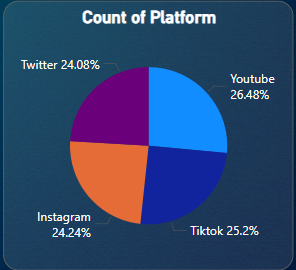 Count of Platform
Twitter 24.08%
Youtube
26.48%
Instagram
24.24%
Tiktok 25.2%